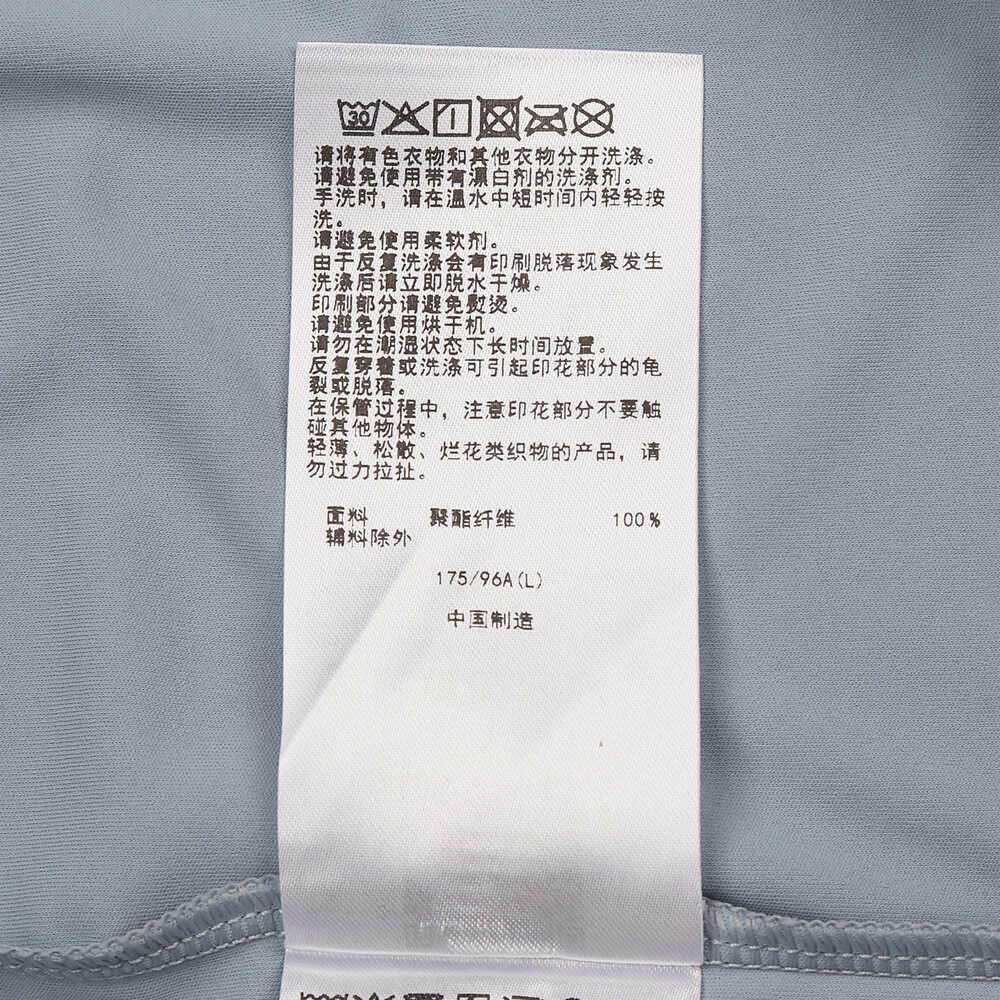 30
请将有色衣物和其他衣物分开洗涤。
请避免使用带有漂白剂的洗涤剂。
手洗时，请在温水中短时间内轻轻按
洗。
请避免使用柔软剂。
由于反复洗涤会有印刷脱落现象发生
洗涤后请立即脱水干燥。
印刷部分请避免熨烫。
请避免使用烘干机。
请勿在潮湿状态下长时间放置。
反复穿着或洗涤可引起印花部分的龟
裂或脱落。
在保管过程中，注意印花部分不要触
碰其他物体。
轻薄、松散、烂花类织物的产品，请
勿过力拉扯。
面料 聚酯纤维 100%
辅料除外
175/96A(L)
中国制造